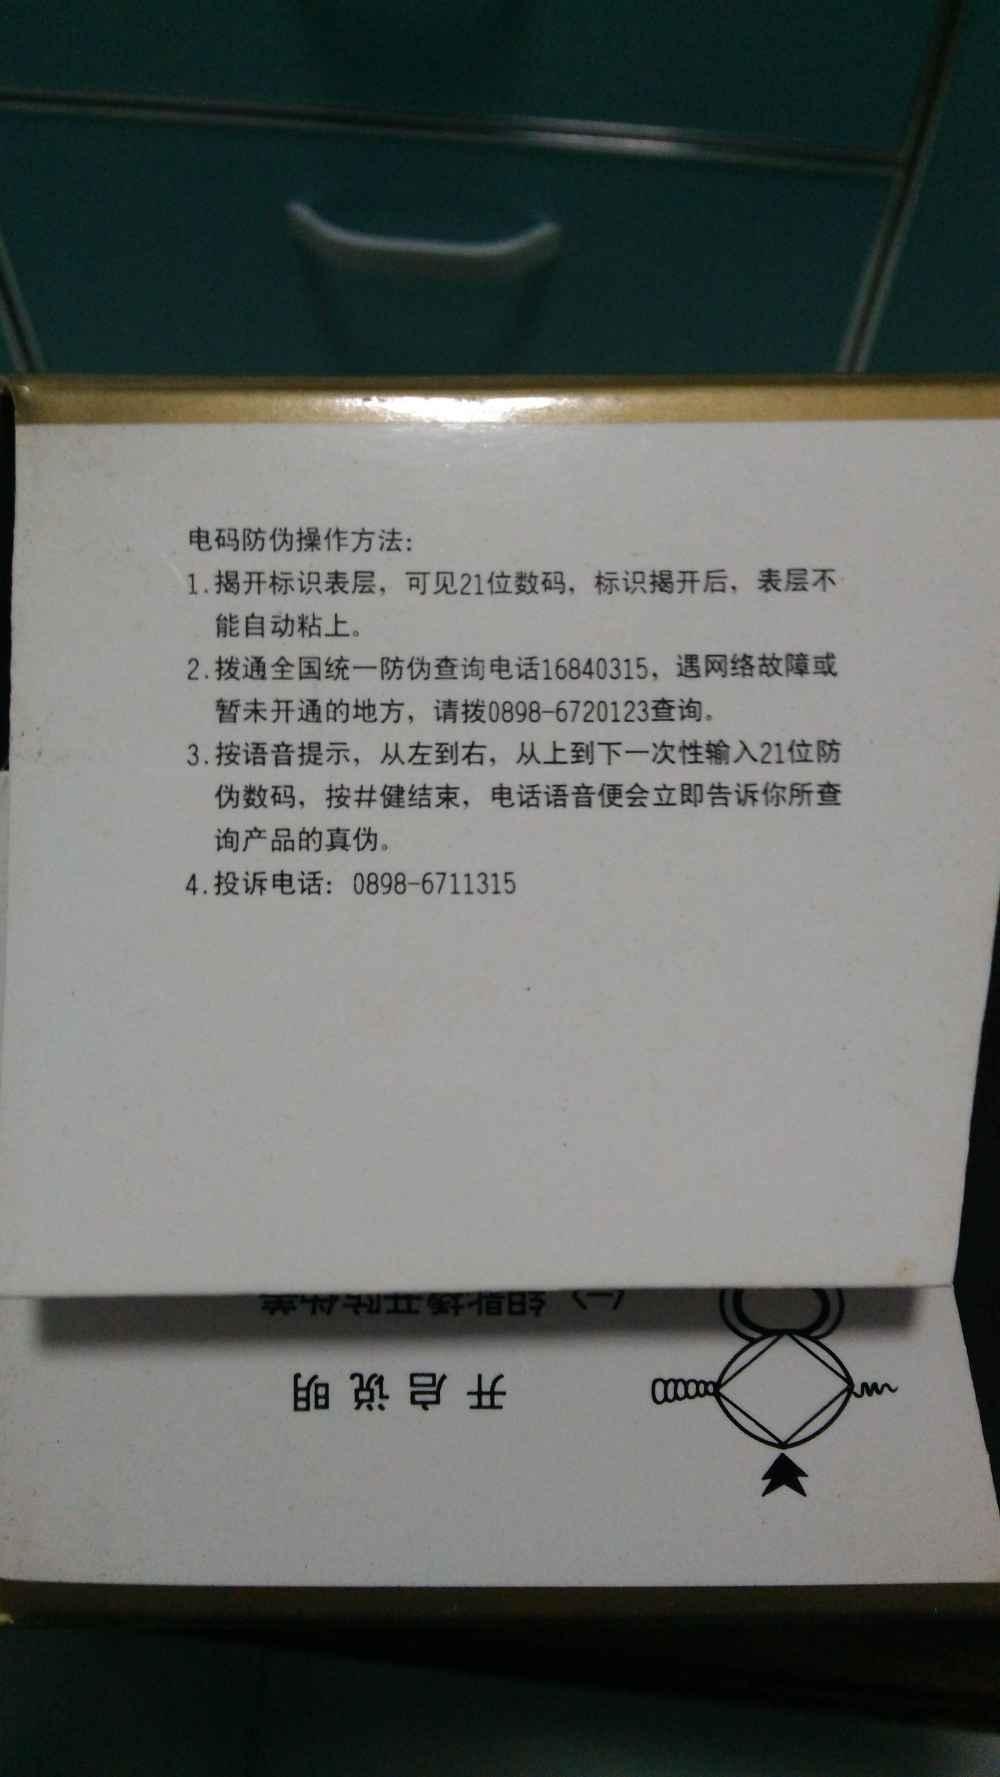 电码防伪操作方法:
1.揭开标识表层，可见21位数码，标识揭开后，表层不
能自动粘上。
2.拨通全国统一防伪查询电话16840315，遇网络故障或
暂未开通的地方，请拨0898-6720123查询。
3.按语音提示，从左到右，从上到下一次性输入21位防
伪数码，按#健结束，电话语音便会立即告诉你所查
询产品的真伪。
4.投诉电话: 0898-6711315
开启说明